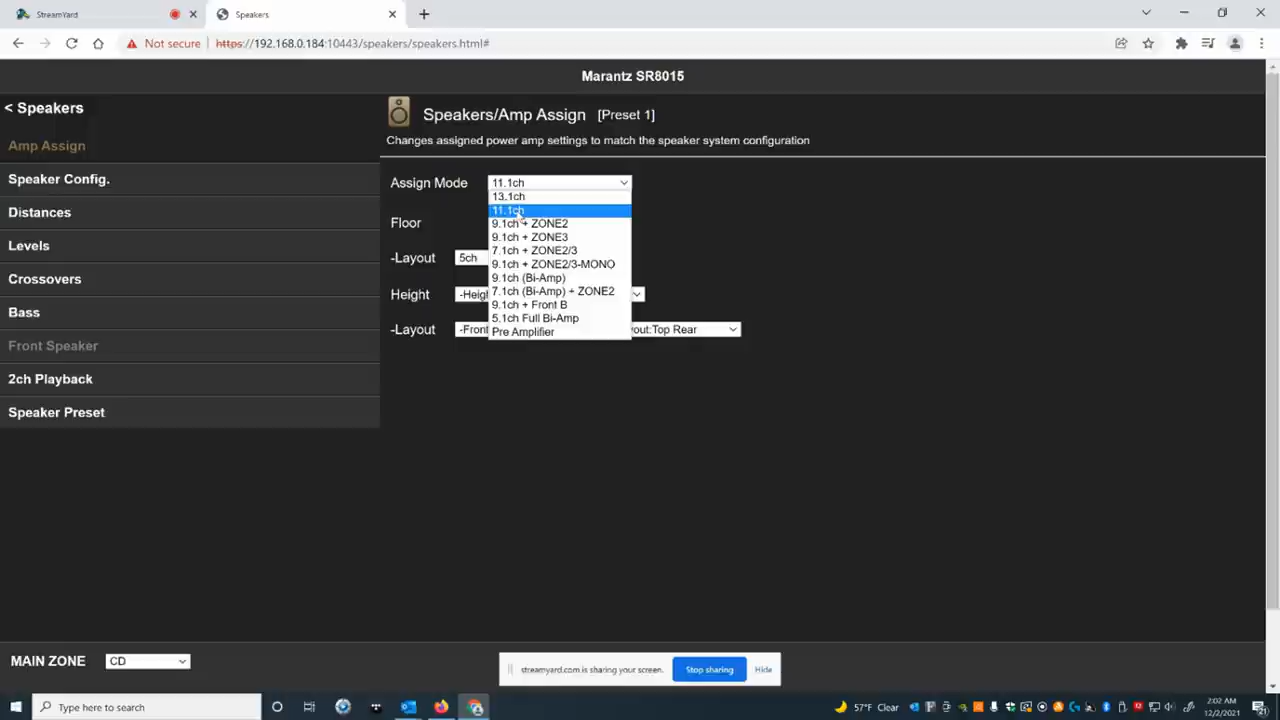 StreamYard
Speakers
Not secure
https://192.168.0.184:10443/speakers/speakers.html#
Marantz SR8015
< Speakers
Amp Assign
Speaker Config.
Distances
Levels
Crossovers
Bass
Front Speaker
2ch Playback
Speaker Preset
Speakers/Amp Assign [Preset 1]
Changes assigned power amp settings to match the speaker system configuration
Assign Mode 11.1ch
13.1ch
11.1ch
9.1ch + ZONE2
9.1ch + ZONE3
7.1ch + ZONE2/3
9.1ch + ZONE2/3-MONO
9.1ch (Bi-Amp)
7.1ch (Bi-Amp) + ZONE2
9.1ch + Front B
5.1ch Full Bi-Amp
Pre Amplifier
Floor
-Layout 5ch
Height -Heig
-Layout -Front out:Top Rear
MAIN ZONE CD
streamyard.com is sharing your screen. Stop sharing Hide
Type here to search
57°F Clear
2:02 AM
12/2/2021